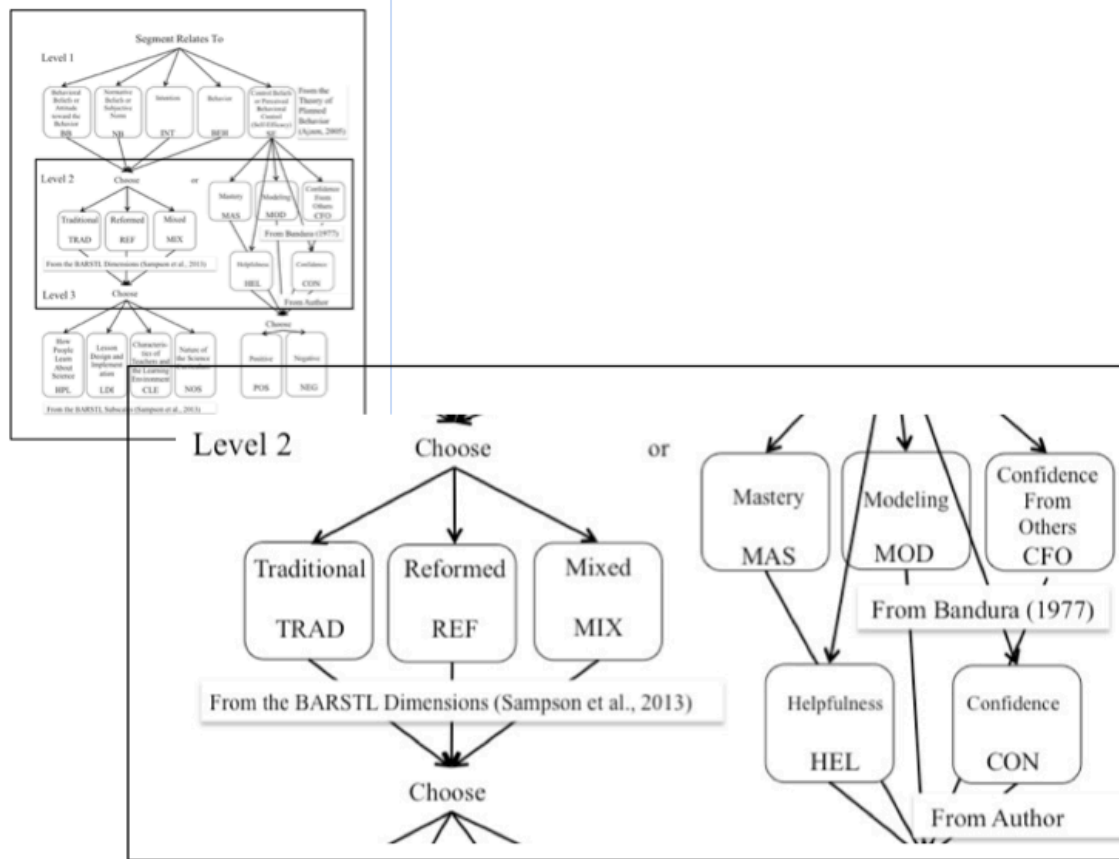 Segment Relates To
Level 1
Behavioral
Beliefs or
Attitude
toward the
Behavior
BB
Normative
Beliefs or
Subjective
Norm
NB
Intention
INT
Behavior
BEH
Control Beliefs
or Perceived
Behavioral
Control
(Self-Efficacy)
SE
From the
Theory of
Planned
Behavior
(Ajzen, 2005)
Level 2
Choose
or
Traditional
TRAD
Reformed
REF
Mixed
MIX
From the BARSTL Dimensions (Sampson et al., 2013)
Choose
Mastery
MAS
Modeling
MOD
Confidence
From
Others
CFO
From Bandura (1977)
Helpfulness
HEL
Confidence
CON
From Author
Level 3
How
People
Learn
About
Science
HPL
Lesson
Design and
Implement
ation
LDI
Characteris-
tics of
Teachers and
the Learning
Environment
CLE
Nature of
the Science
NOS
From the BARSTL Subscales (Sampson et al., 2013)
Choose
Positive
POS
Negative
NEG
Level 2
Choose
or
Traditional
TRAD
Reformed
REF
Mixed
MIX
From the BARSTL Dimensions (Sampson et al., 2013)
Choose
Mastery
MAS
Modeling
MOD
Confidence
From
Others
CFO
From Bandura (1977)
Helpfulness
HEL
Confidence
CON
From Author